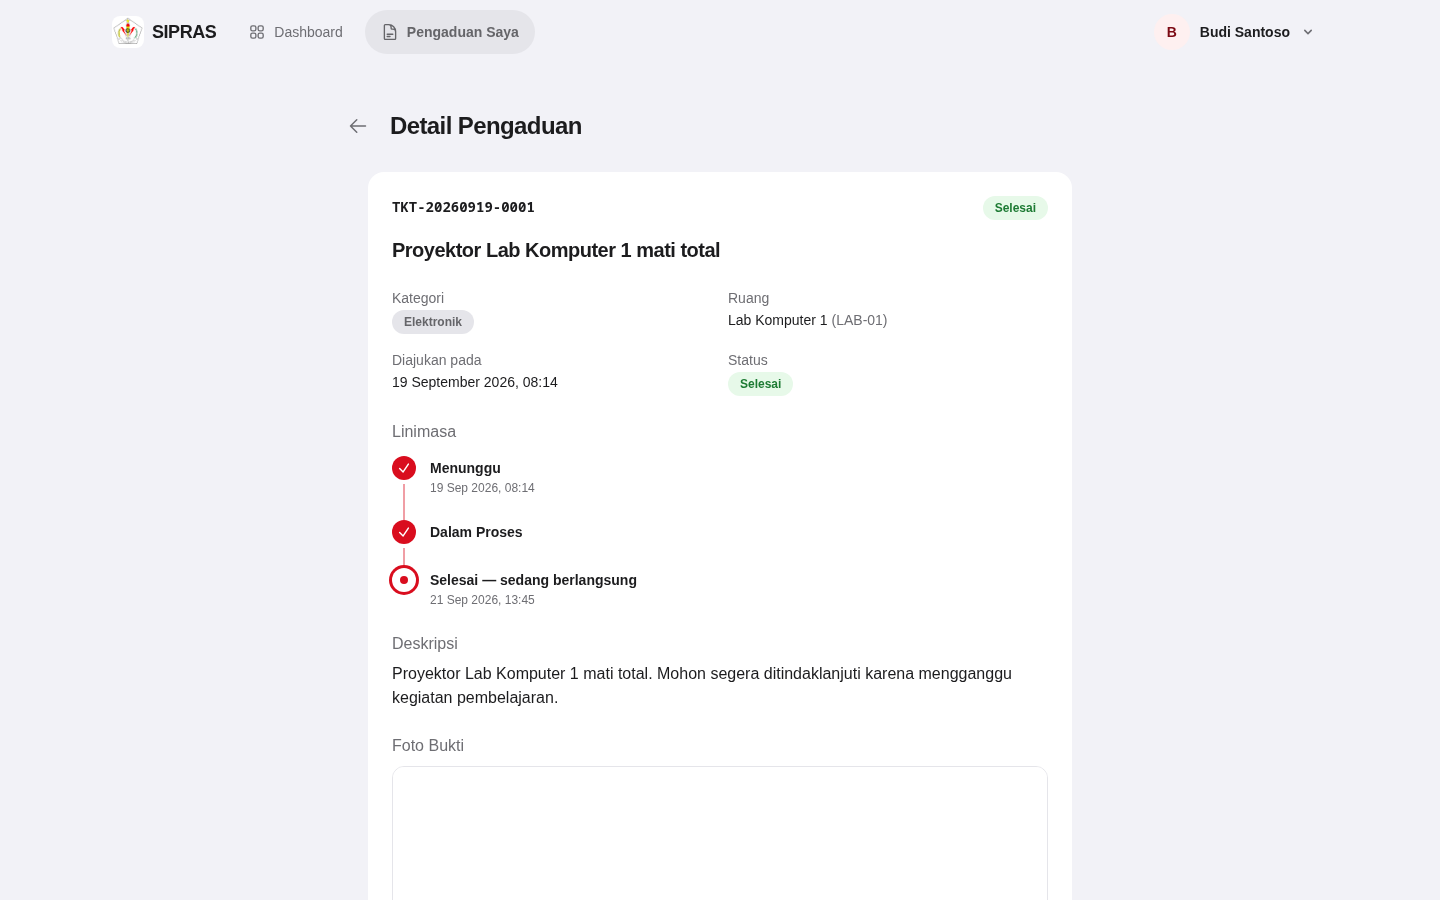 SIPRAS
Dashboard
Pengaduan Saya
B
Budi Santoso
Detail Pengaduan
TKT-20260919-0001
Selesai
Proyektor Lab Komputer 1 mati total
Kategori
Elektronik
Ruang
Lab Komputer 1 (LAB-01)
Diajukan pada
19 September 2026, 08:14
Status
Selesai
Linimasa
Menunggu
19 Sep 2026, 08:14
Dalam Proses
Selesai — sedang berlangsung
21 Sep 2026, 13:45
Deskripsi
Proyektor Lab Komputer 1 mati total. Mohon segera ditindaklanjuti karena mengganggu
kegiatan pembelajaran.
Foto Bukti